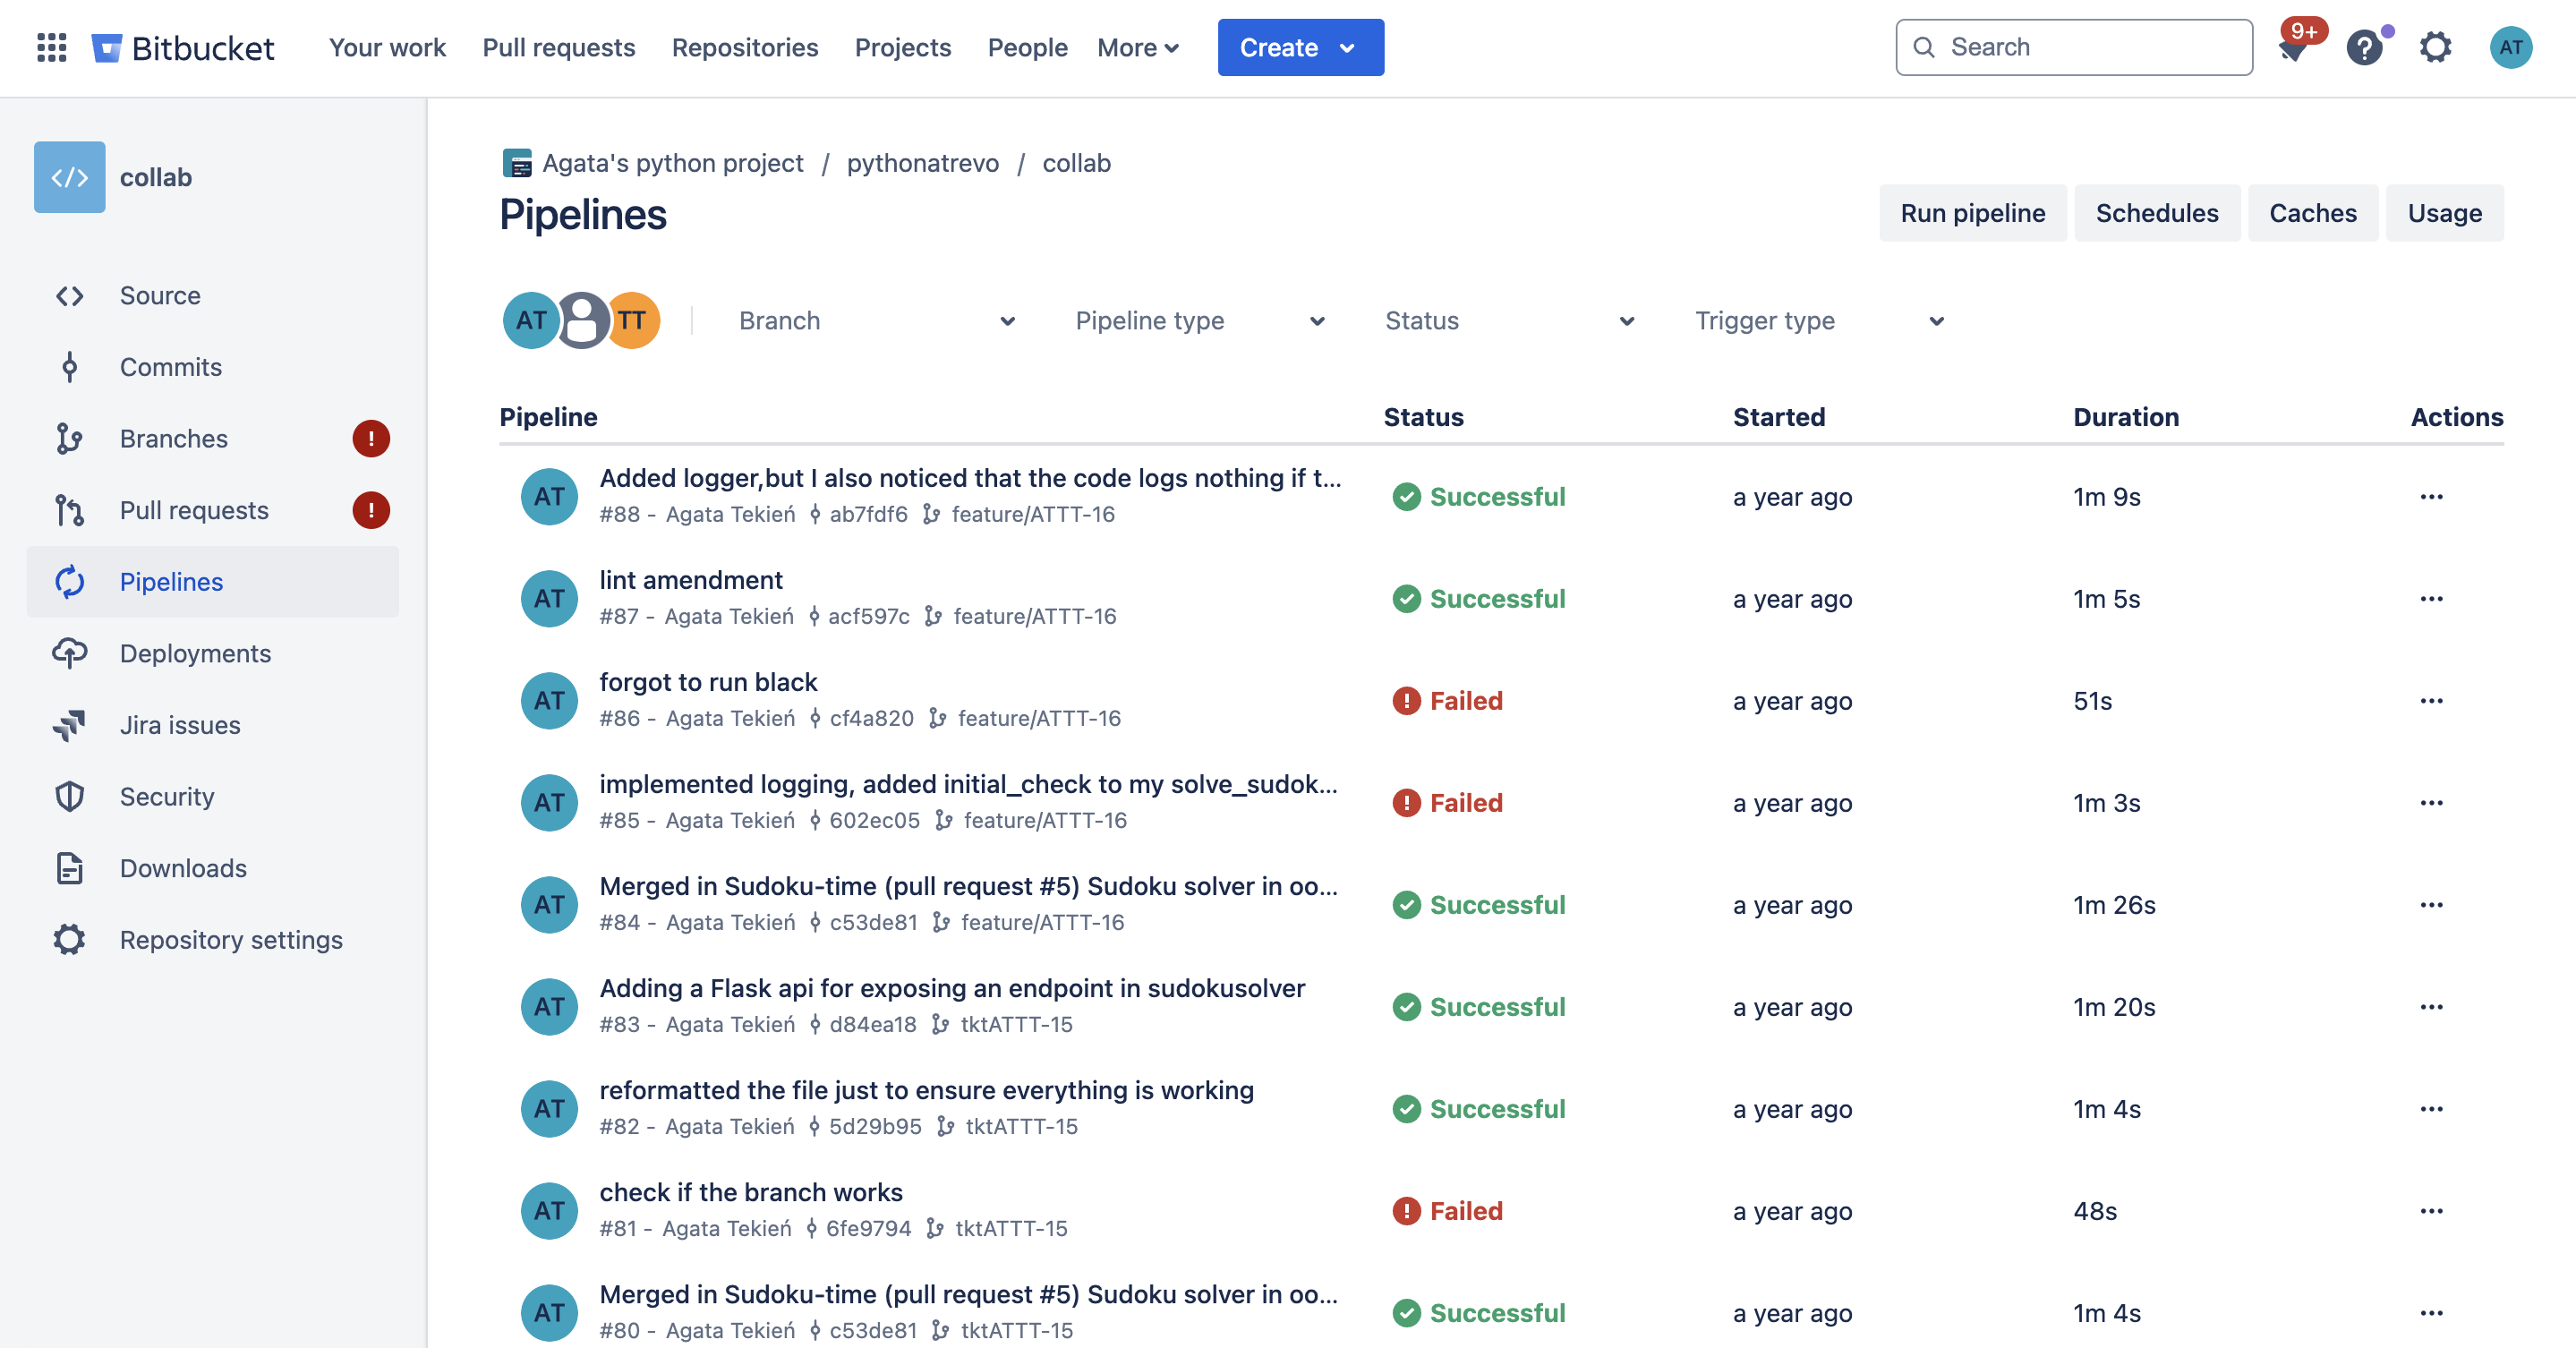 Bitbucket Your work Pull requests Repositories Projects People More Create Search 9+ AT
collab
Source
Commits
Branches
Pull requests
Pipelines
Deployments
Jira issues
Security
Downloads
Repository settings
Agata's python project / pythonatrevo / collab
Pipelines
Run pipeline Schedules Caches Usage
AT TT Branch Pipeline type Status Trigger type
Pipeline Status Started Duration Actions
AT Added logger,but I also noticed that the code logs nothing if t... Successful a year ago 1m 9s
#88 - Agata Tekień ab7fdf6 feature/ATTT-16
AT lint amendment Successful a year ago 1m 5s
#87 - Agata Tekień acf597c feature/ATTT-16
AT forgot to run black Failed a year ago 51s
#86 - Agata Tekień cf4a820 feature/ATTT-16
AT implemented logging, added initial_check to my solve_sudok... Failed a year ago 1m 3s
#85 - Agata Tekień 602ec05 feature/ATTT-16
AT Merged in Sudoku-time (pull request #5) Sudoku solver in oo... Successful a year ago 1m 26s
#84 - Agata Tekień c53de81 feature/ATTT-16
AT Adding a Flask api for exposing an endpoint in sudokusolver Successful a year ago 1m 20s
#83 - Agata Tekień d84ea18 tktATTT-15
AT reformatted the file just to ensure everything is working Successful a year ago 1m 4s
#82 - Agata Tekień 5d29b95 tktATTT-15
AT check if the branch works Failed a year ago 48s
#81 - Agata Tekień 6fe9794 tktATTT-15
AT Merged in Sudoku-time (pull request #5) Sudoku solver in oo... Successful a year ago 1m 4s
#80 - Agata Tekień c53de81 tktATTT-15